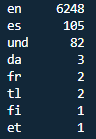 en 6248
es 105
und 82
da 3
fr 2
tl 2
fi 1
et 1